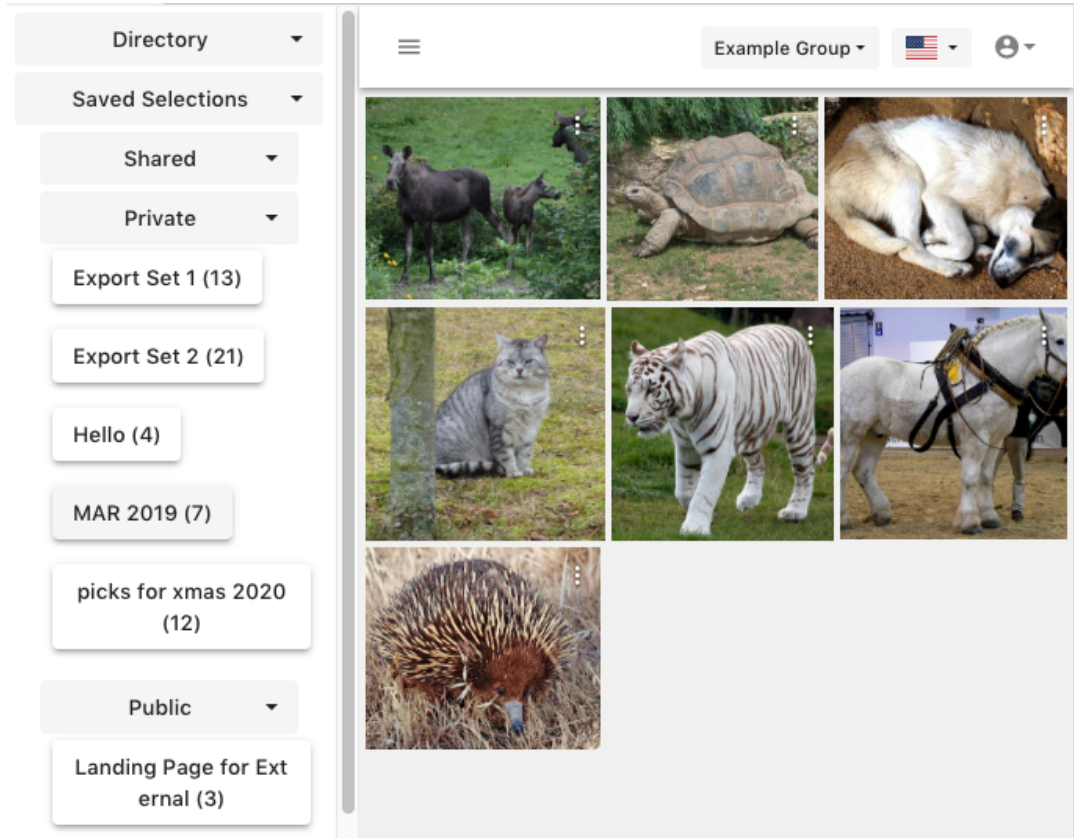 Directory
Saved Selections
Shared
Private
Export Set 1 (13)
Export Set 2 (21)
Hello (4)
MAR 2019 (7)
picks for xmas 2020
(12)
Public
Landing Page for Ext
ernal (3)
Example Group